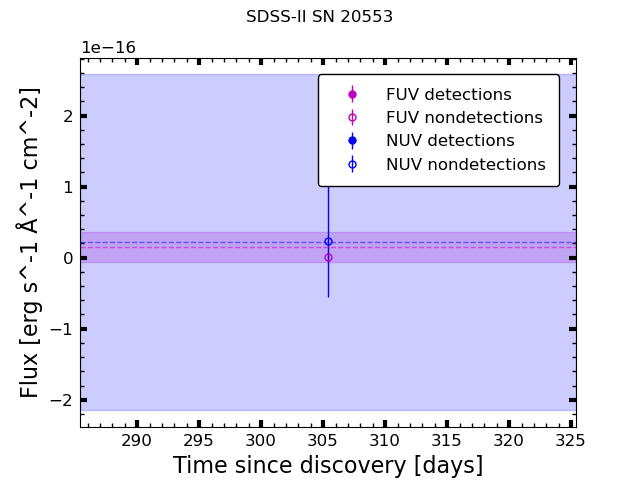 SDSS-II SN 20553
1e−16
FUV detections
FUV nondetections
NUV detections
NUV nondetections
2
1
0
−1
−2
Flux [erg s^-1 Å^-1 cm^-2]
290 295 300 305 310 315 320 325
Time since discovery [days]